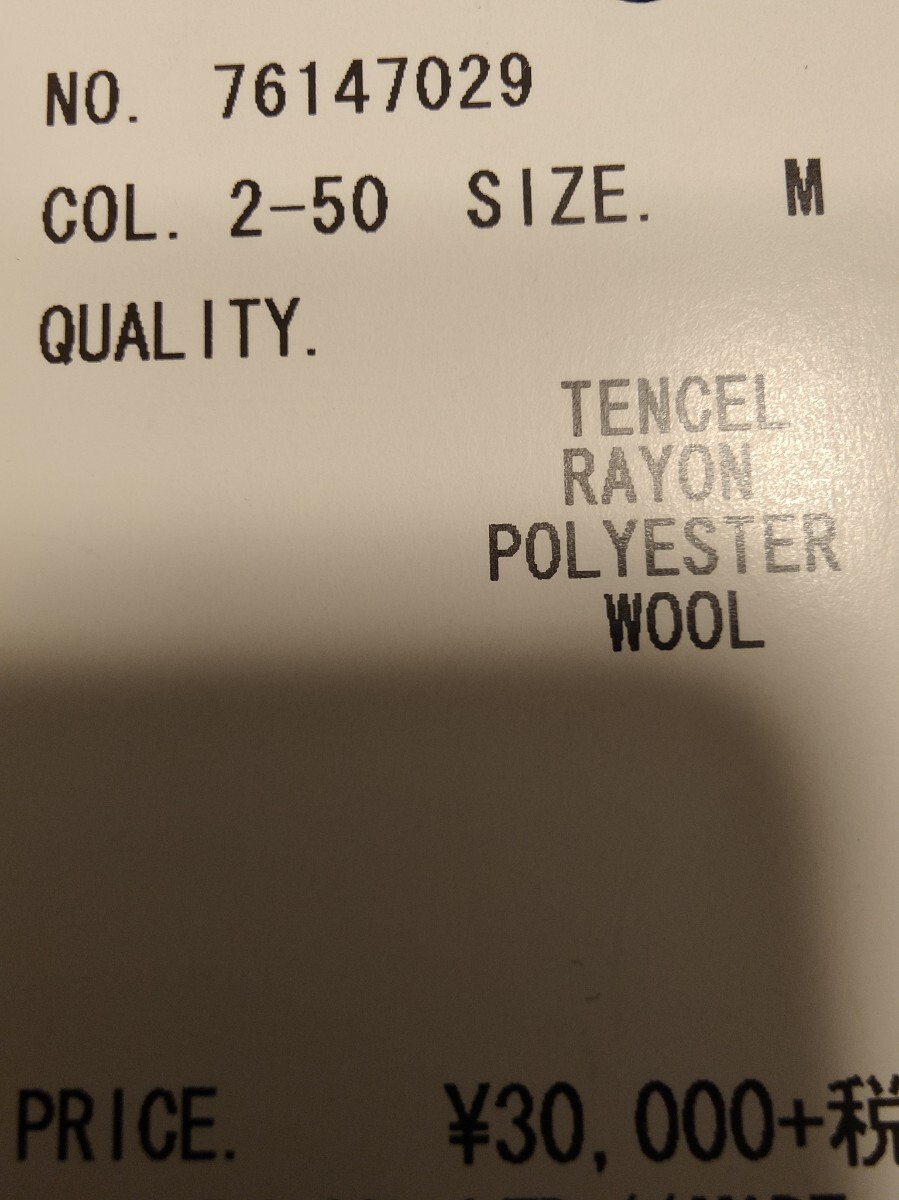 NO. 76147029
COL. 2-50 SIZE. M
QUALITY.
TENCEL
RAYON
POLYESTER
WOOL
PRICE. ¥30,000+税